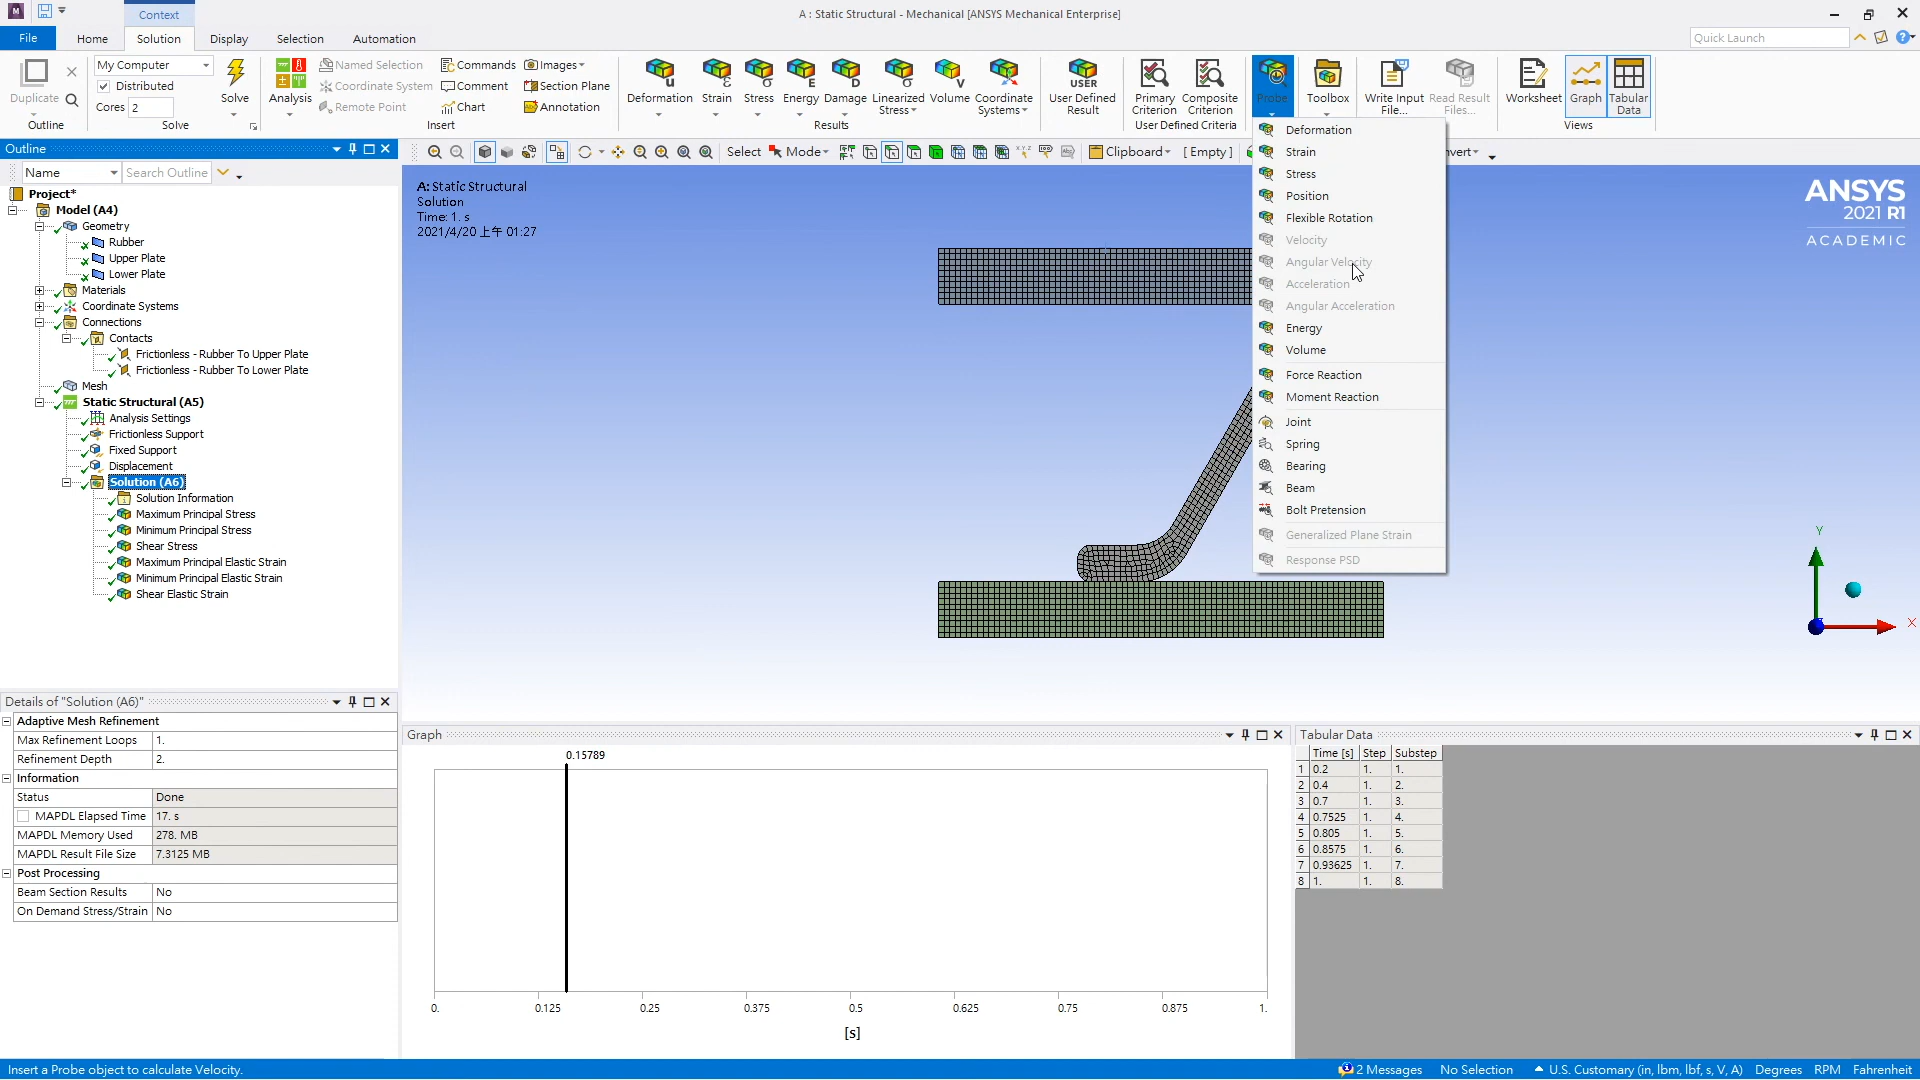 Context
A : Static Structural - Mechanical [ANSYS Mechanical Enterprise]
File Home Solution Display Selection Automation
Quick Launch
Duplicate
Outline
My Computer
Distributed
Cores 2
Solve
Solve
Analysis
Named Selection
Coordinate System
Remote Point
Commands
Comment
Chart
Images
Section Plane
Annotation
Insert
Deformation
Strain
Stress
Energy
Damage
Linearized Stress
Volume
Coordinate Systems
Results
USER
User Defined Result
Primary Criterion
Composite Criterion
User Defined Criteria
Probe
Toolbox
Write Input File...
Read Result Files...
Worksheet
Graph
Tabular Data
Views
Outline
Name
Search Outline
Select
Mode
Clipboard
[ Empty ]
nvert
Project*
Model (A4)
Geometry
Rubber
Upper Plate
Lower Plate
Materials
Coordinate Systems
Connections
Contacts
Frictionless - Rubber To Upper Plate
Frictionless - Rubber To Lower Plate
Mesh
Static Structural (A5)
Analysis Settings
Frictionless Support
Fixed Support
Displacement
Solution (A6)
Solution Information
Maximum Principal Stress
Minimum Principal Stress
Shear Stress
Maximum Principal Elastic Strain
Minimum Principal Elastic Strain
Shear Elastic Strain
A: Static Structural
Solution
Time: 1. s
2021/4/20 上午 01:27
Deformation
Strain
Stress
Position
Flexible Rotation
Velocity
Angular Velocity
Acceleration
Angular Acceleration
Energy
Volume
Force Reaction
Moment Reaction
Joint
Spring
Bearing
Beam
Bolt Pretension
Generalized Plane Strain
Response PSD
ANSYS
2021 R1
ACADEMIC
Y
X
Details of "Solution (A6)"
Adaptive Mesh Refinement
Max Refinement Loops 1.
Refinement Depth 2.
Information
Status Done
MAPDL Elapsed Time 17. s
MAPDL Memory Used 278. MB
MAPDL Result File Size 7.3125 MB
Post Processing
Beam Section Results No
On Demand Stress/Strain No
Graph
0.15789
0. 0.125 0.25 0.375 0.5 0.625 0.75 0.875 1.
[s]
Tabular Data
Time [s] Step Substep
1 0.2 1. 1.
2 0.4 1. 2.
3 0.7 1. 3.
4 0.7525 1. 4.
5 0.805 1. 5.
6 0.8575 1. 6.
7 0.93625 1. 7.
8 1. 1. 8.
Insert a Probe object to calculate Velocity.
2 Messages
No Selection
U.S. Customary (in, lbm, lbf, s, V, A)
Degrees
RPM
Fahrenheit